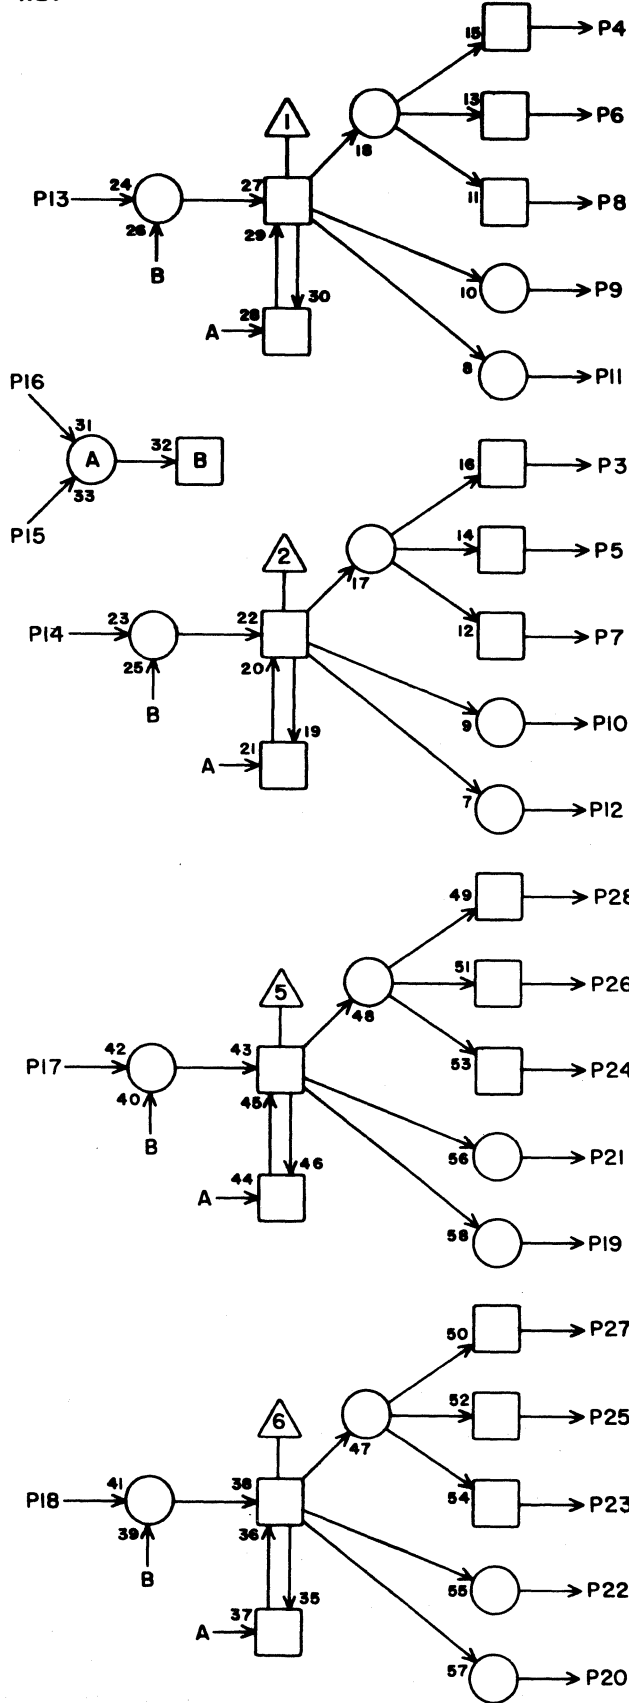 15 P4
1 13 P6
18
P13 24 27 11 P8
26 29
B 30 10 P9
A 28
8 P11
P16
31
A 32 B
33 16 P3
P15
2 14 P5
17
P14 23 22 12 P7
25 20
B 19 9 P10
A 21
7 P12
49 P28
5 51 P26
48
P17 42 43 53 P24
40 45
B 46 56 P21
A 44
58 P19
50 P27
6 52 P25
47
P18 41 38 54 P23
39 36
B 35 55 P22
A 37
57 P20